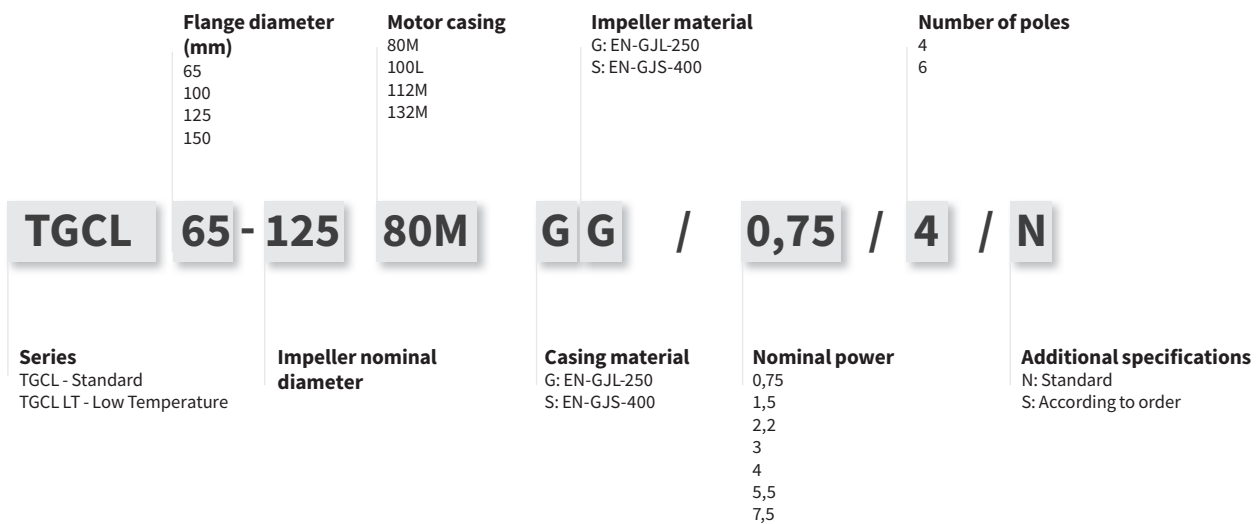 Flange diameter
(mm)
65
100
125
150
Motor casing
80M
100L
112M
132M
Impeller material
G: EN-GJL-250
S: EN-GJS-400
Number of poles
4
6
TGCL 65 - 125 80M G G / 0,75 / 4 / N
Series
TGCL - Standard
TGCL LT - Low Temperature
Impeller nominal
diameter
Casing material
G: EN-GJL-250
S: EN-GJS-400
Nominal power
0,75
1,5
2,2
3
4
5,5
7,5
Additional specifications
N: Standard
S: According to order